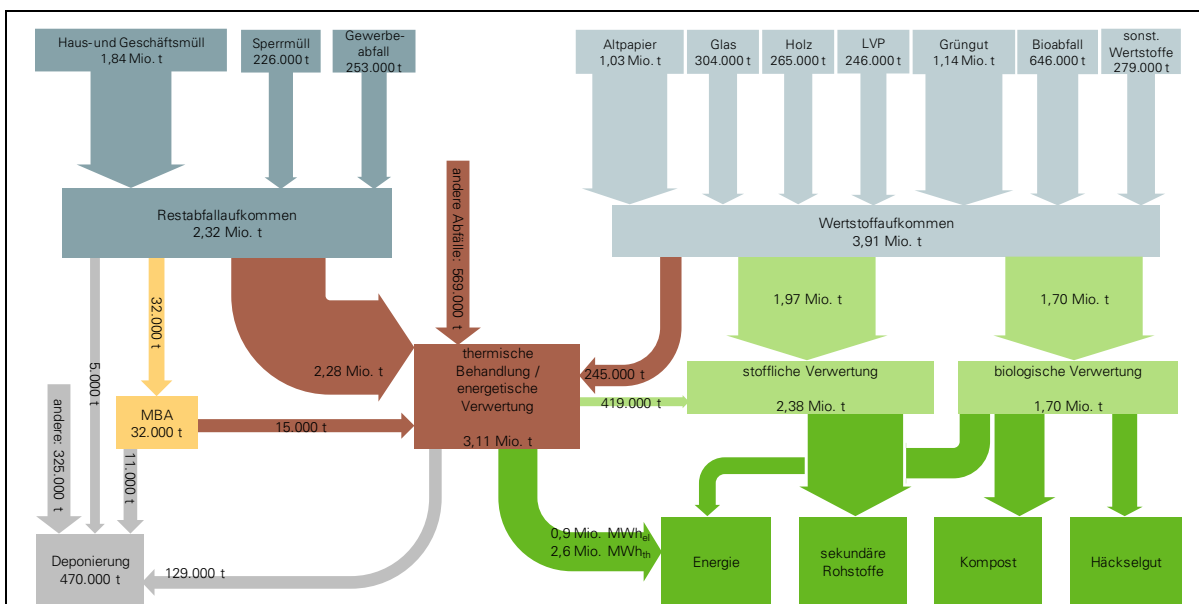 Haus-und Geschäftsmüll
1,84 Mio. t
Sperrmüll
226.000 t
Gewerbe-
abfall
253.000 t
Altpapier
1,03 Mio. t
Glas
304.000 t
Holz
265.000 t
LVP
246.000 t
Grüngut
1,14 Mio. t
Bioabfall
646.000 t
sonst.
Wertstoffe
279.000 t
Restabfallaufkommen
2,32 Mio. t
andere Abfälle: 569.000 t
Wertstoffaufkommen
3,91 Mio. t
5.000 t
32.000 t
2,28 Mio. t
245.000 t
1,97 Mio. t
1,70 Mio. t
thermische
Behandlung /
energetische
Verwertung
3,11 Mio. t
419.000 t
stoffliche Verwertung
2,38 Mio. t
biologische Verwertung
1,70 Mio. t
MBA
32.000 t
15.000 t
andere: 325.000 t
11.000 t
Deponierung
470.000 t
129.000 t
0,9 Mio. MWhel
2,6 Mio. MWhth
Energie
sekundäre
Rohstoffe
Kompost
Häckselgut